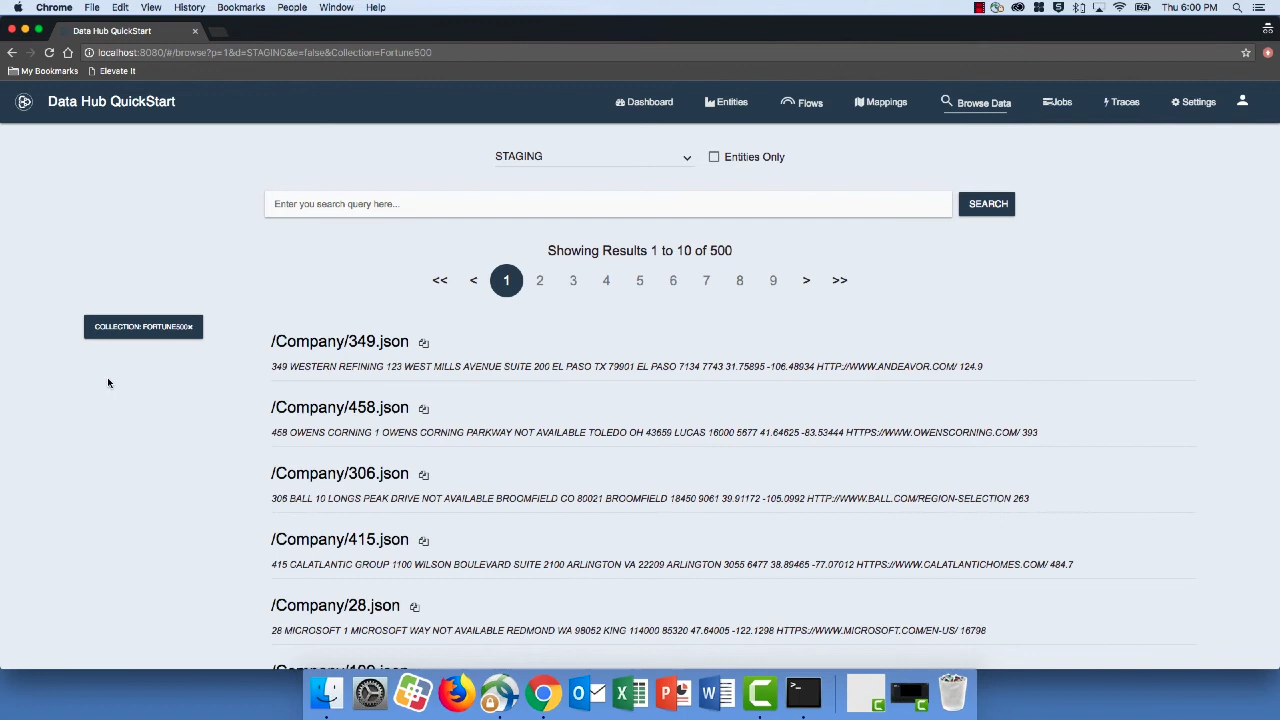 Chrome File Edit View History Bookmarks People Window Help Thu 6:00 PM
Data Hub QuickStart
localhost:8080/#/browse?p=1&d=STAGING&e=false&Collection=Fortune500
My Bookmarks Elevate It
Data Hub QuickStart Dashboard Entities Flows Mappings Browse Data Jobs Traces Settings
STAGING Entities Only
Enter you search query here... SEARCH
Showing Results 1 to 10 of 500
<< < 1 2 3 4 5 6 7 8 9 > >>
COLLECTION: FORTUNE500×
/Company/349.json
349 WESTERN REFINING 123 WEST MILLS AVENUE SUITE 200 EL PASO TX 79901 EL PASO 7134 7743 31.75895 -106.48934 HTTP://WWW.ANDEAVOR.COM/ 124.9
/Company/458.json
458 OWENS CORNING 1 OWENS CORNING PARKWAY NOT AVAILABLE TOLEDO OH 43659 LUCAS 16000 5677 41.64625 -83.53444 HTTPS://WWW.OWENSCORNING.COM/ 393
/Company/306.json
306 BALL 10 LONGS PEAK DRIVE NOT AVAILABLE BROOMFIELD CO 80021 BROOMFIELD 18450 9061 39.91172 -105.0992 HTTP://WWW.BALL.COM/REGION-SELECTION 263
/Company/415.json
415 CALATLANTIC GROUP 1100 WILSON BOULEVARD SUITE 2100 ARLINGTON VA 22209 ARLINGTON 3055 6477 38.89465 -77.07012 HTTPS://WWW.CALATLANTICHOMES.COM/ 484.7
/Company/28.json
28 MICROSOFT 1 MICROSOFT WAY NOT AVAILABLE REDMOND WA 98052 KING 114000 85320 47.64005 -122.1298 HTTPS://WWW.MICROSOFT.COM/EN-US/ 16798